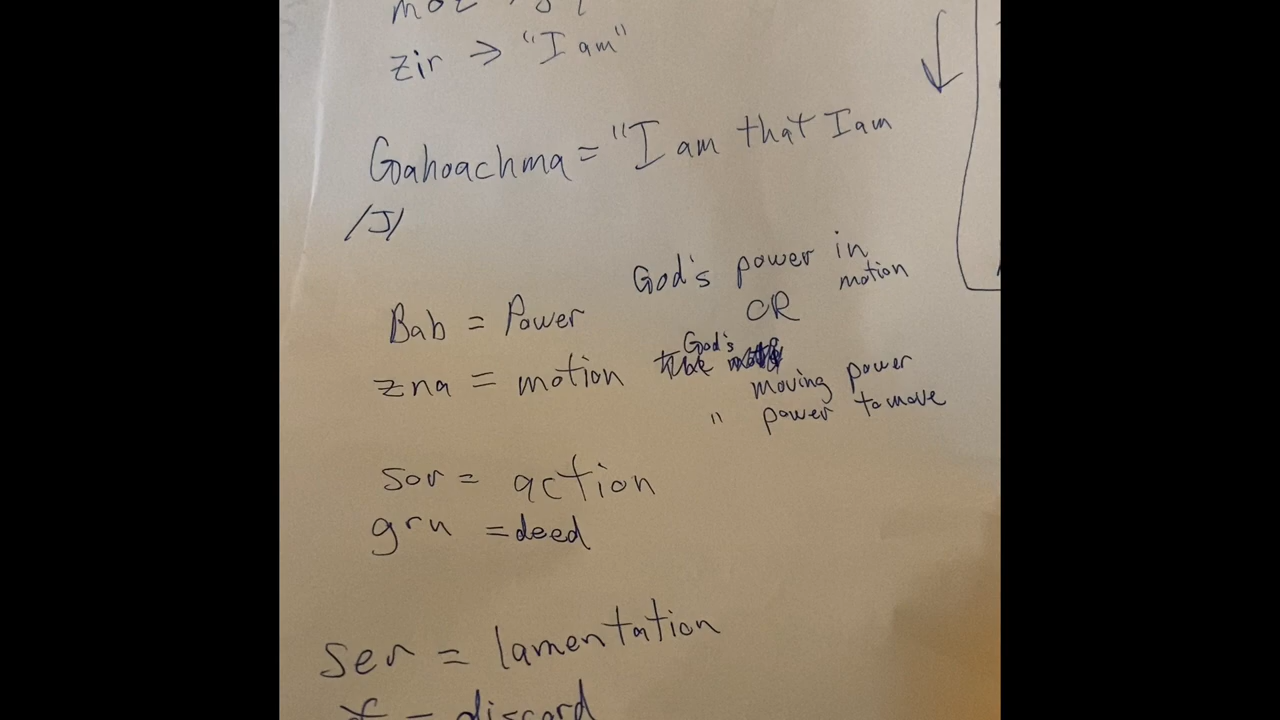 zir → "I am"
Gahoachma = "I am that I am
/J/
God's power in
motion
OR
Bab = Power
God's
zna = motion
moving power
" power to move
sor = action
gru = deed
ser = lamentation
= discord